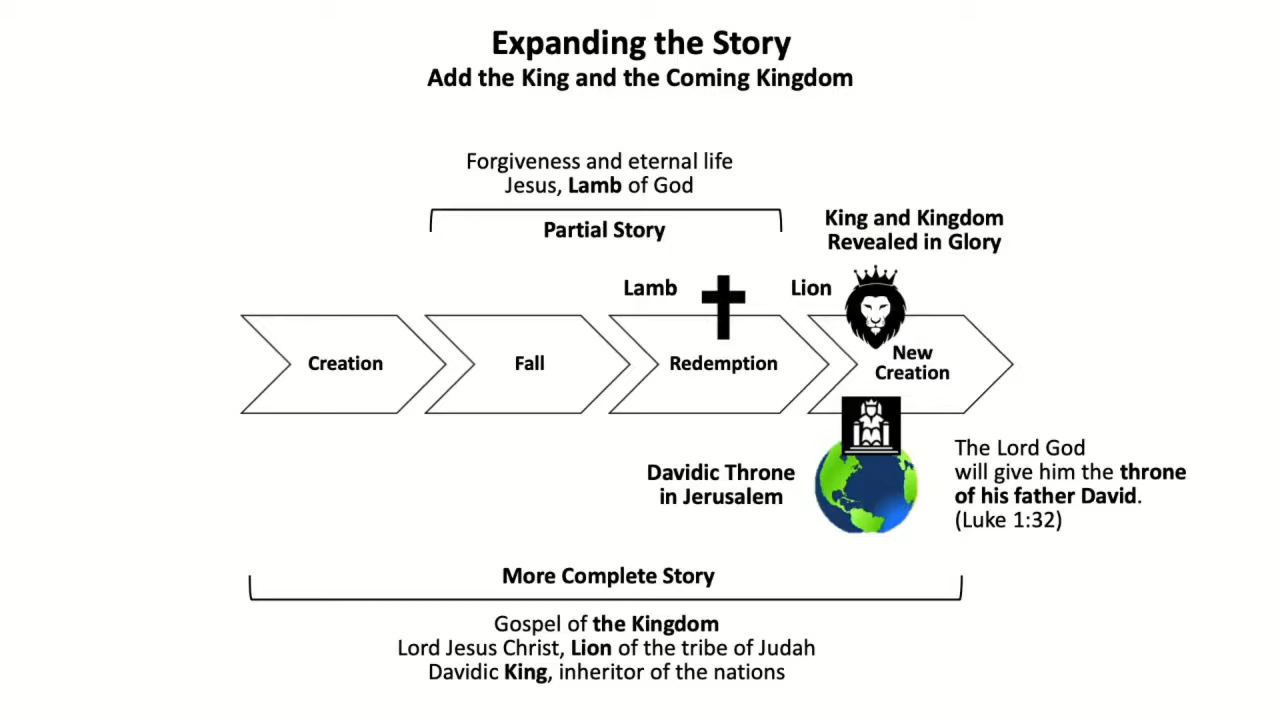 Expanding the Story
Add the King and the Coming Kingdom
Forgiveness and eternal life
Jesus, Lamb of God
Partial Story
King and Kingdom
Revealed in Glory
Lamb
Lion
Creation
Fall
Redemption
New
Creation
Davidic Throne
in Jerusalem
The Lord God
will give him the throne
of his father David.
(Luke 1:32)
More Complete Story
Gospel of the Kingdom
Lord Jesus Christ, Lion of the tribe of Judah
Davidic King, inheritor of the nations